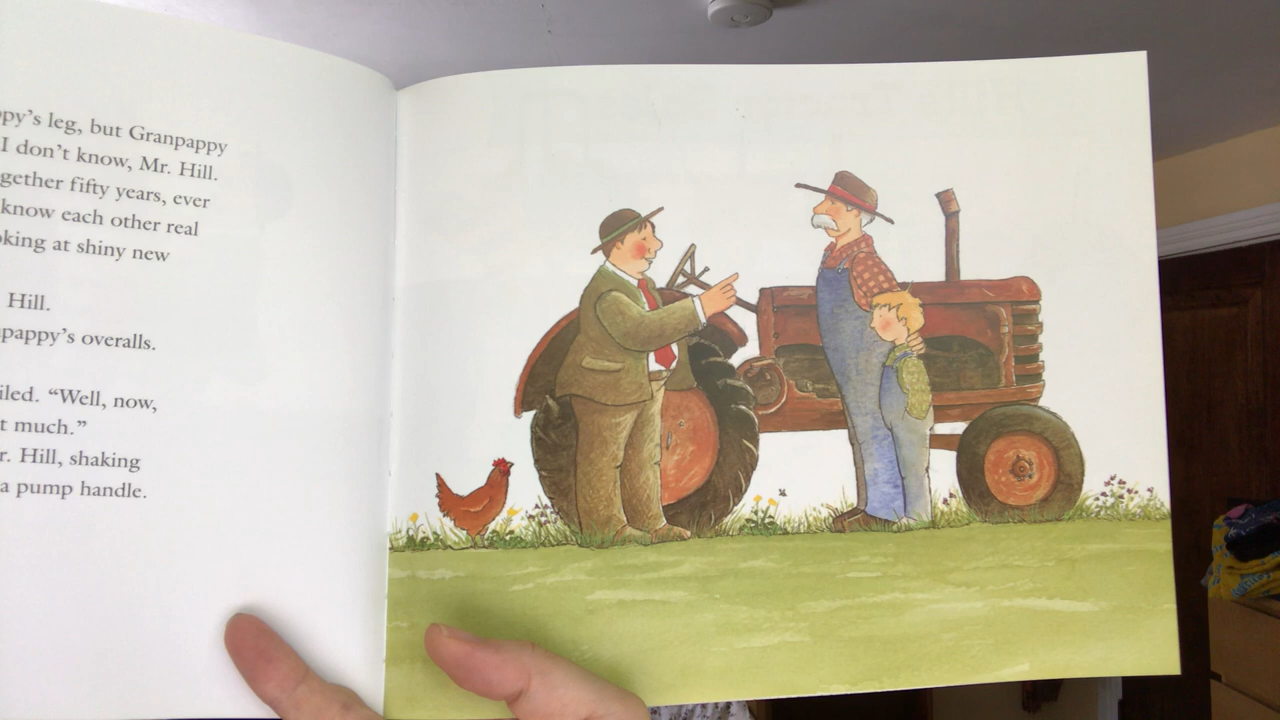 py's leg, but Granpappy
I don't know, Mr. Hill.
gether fifty years, ever
know each other real
oking at shiny new
Hill.
pappy's overalls.
iled. “Well, now,
t much.”
r. Hill, shaking
a pump handle.